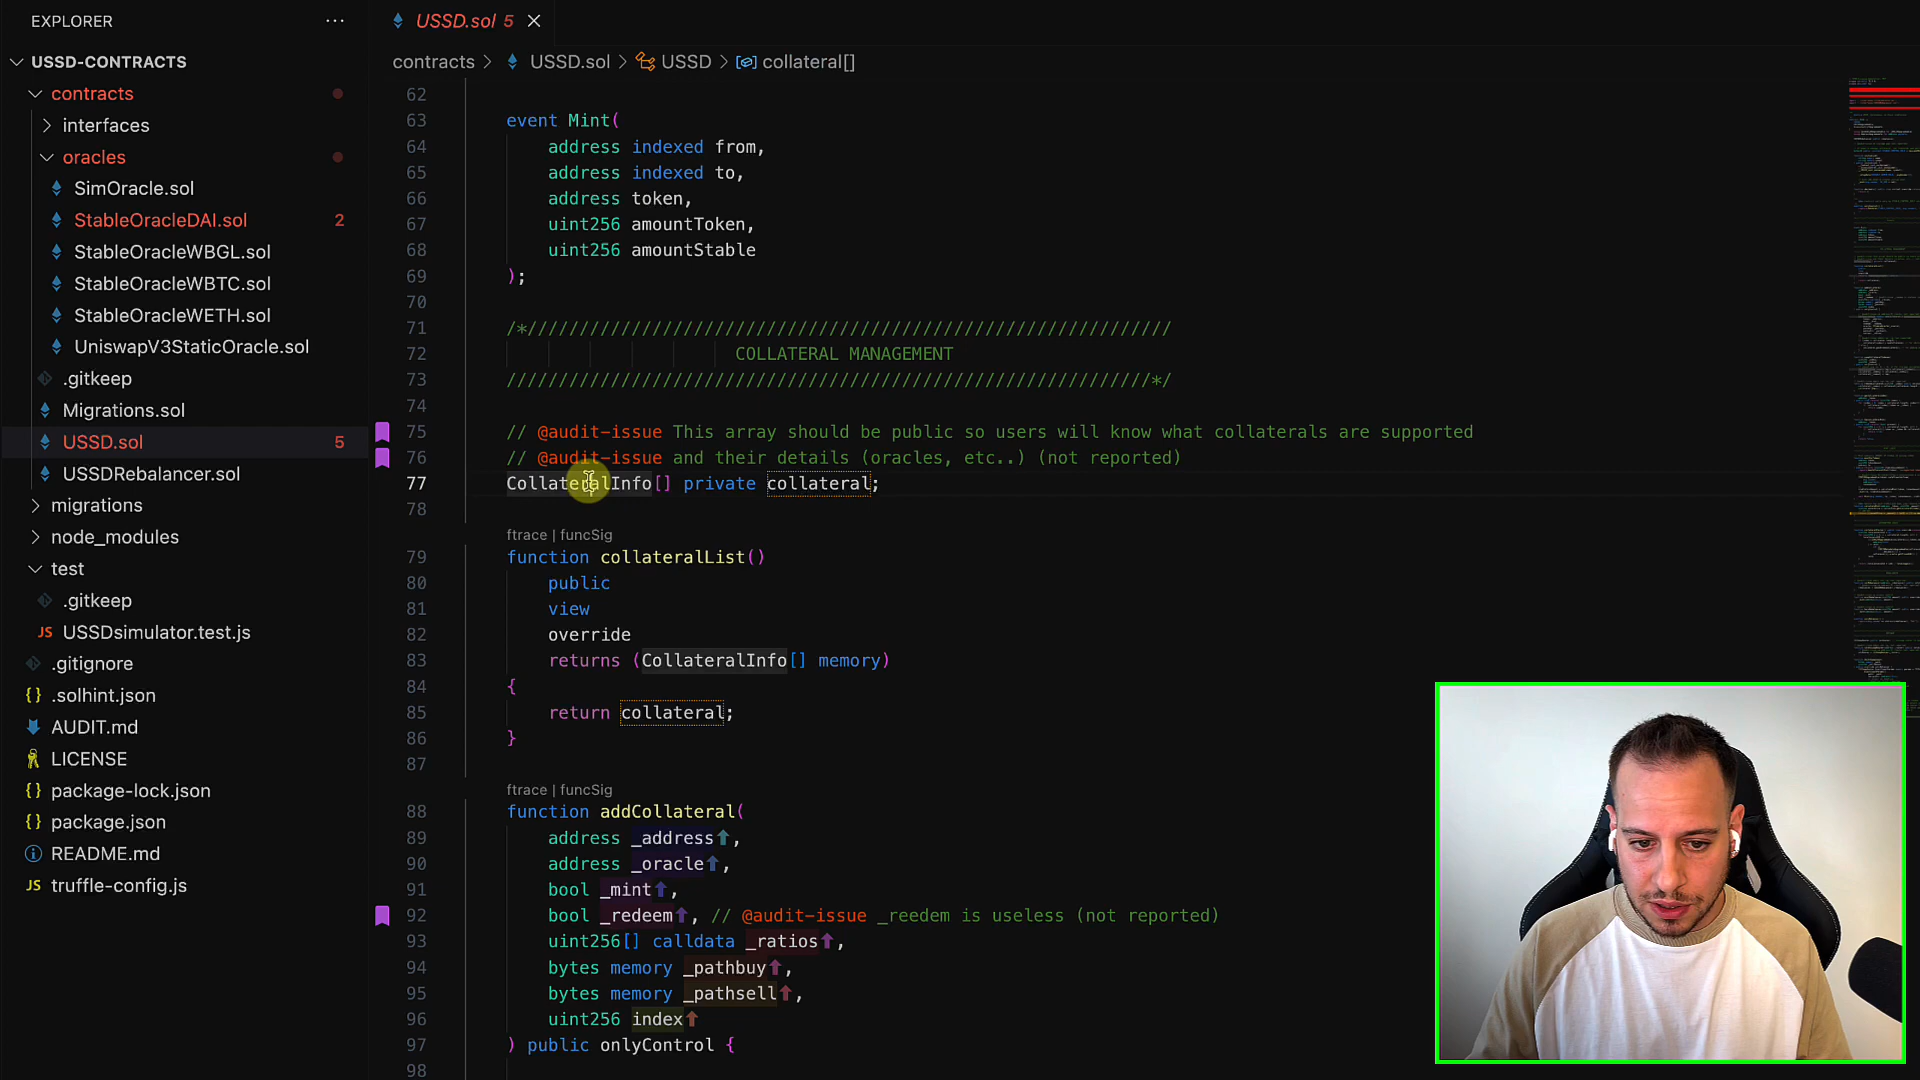 EXPLORER
USSD-CONTRACTS
contracts
interfaces
oracles
SimOracle.sol
StableOracleDAI.sol 2
StableOracleWBGL.sol
StableOracleWBTC.sol
StableOracleWETH.sol
UniswapV3StaticOracle.sol
.gitkeep
Migrations.sol
USSD.sol 5
USSDRebalancer.sol
migrations
node_modules
test
.gitkeep
JS USSDsimulator.test.js
.gitignore
{} .solhint.json
AUDIT.md
LICENSE
{} package-lock.json
{} package.json
README.md
JS truffle-config.js
USSD.sol 5
contracts > USSD.sol > USSD > collateral[]
62
63 event Mint(
64 address indexed from,
65 address indexed to,
66 address token,
67 uint256 amountToken,
68 uint256 amountStable
69 );
70
71 /*//////////////////////////////////////////////////////////////
72 COLLATERAL MANAGEMENT
73 //////////////////////////////////////////////////////////////*/
74
75 // @audit-issue This array should be public so users will know what collaterals are supported
76 // @audit-issue and their details (oracles, etc..) (not reported)
77 CollateralInfo[] private collateral;
78
ftrace | funcSig
79 function collateralList()
80 public
81 view
82 override
83 returns (CollateralInfo[] memory)
84 {
85 return collateral;
86 }
87
ftrace | funcSig
88 function addCollateral(
89 address _address↑,
90 address _oracle↑,
91 bool _mint↑,
92 bool _redeem↑, // @audit-issue _reedem is useless (not reported)
93 uint256[] calldata _ratios↑,
94 bytes memory _pathbuy↑,
95 bytes memory _pathsell↑,
96 uint256 index↑
97 ) public onlyControl {
98